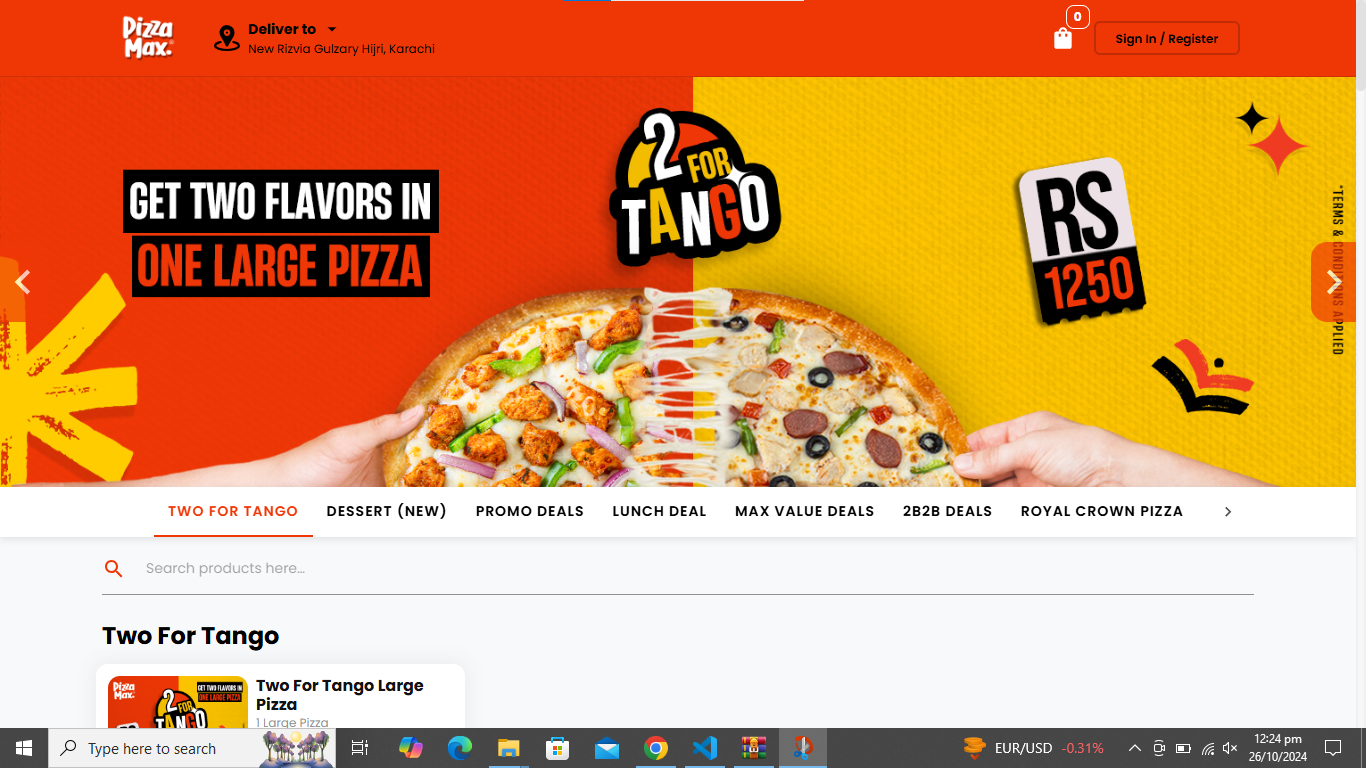 Pizza
Max.
Deliver to
New Rizvia Gulzary Hijri, Karachi
0
Sign In / Register
GET TWO FLAVORS IN
ONE LARGE PIZZA
2 FOR
TANGO
RS
1250
*TERMS & CONDITIONS APPLIED
TWO FOR TANGO
DESSERT (NEW)
PROMO DEALS
LUNCH DEAL
MAX VALUE DEALS
2B2B DEALS
ROYAL CROWN PIZZA
Search products here...
Two For Tango
Pizza
Max.
2 FOR
TANGO
GET TWO FLAVORS IN
ONE LARGE PIZZA
Two For Tango Large
Pizza
1 Large Pizza
Type here to search
EUR/USD -0.31%
12:24 pm
26/10/2024